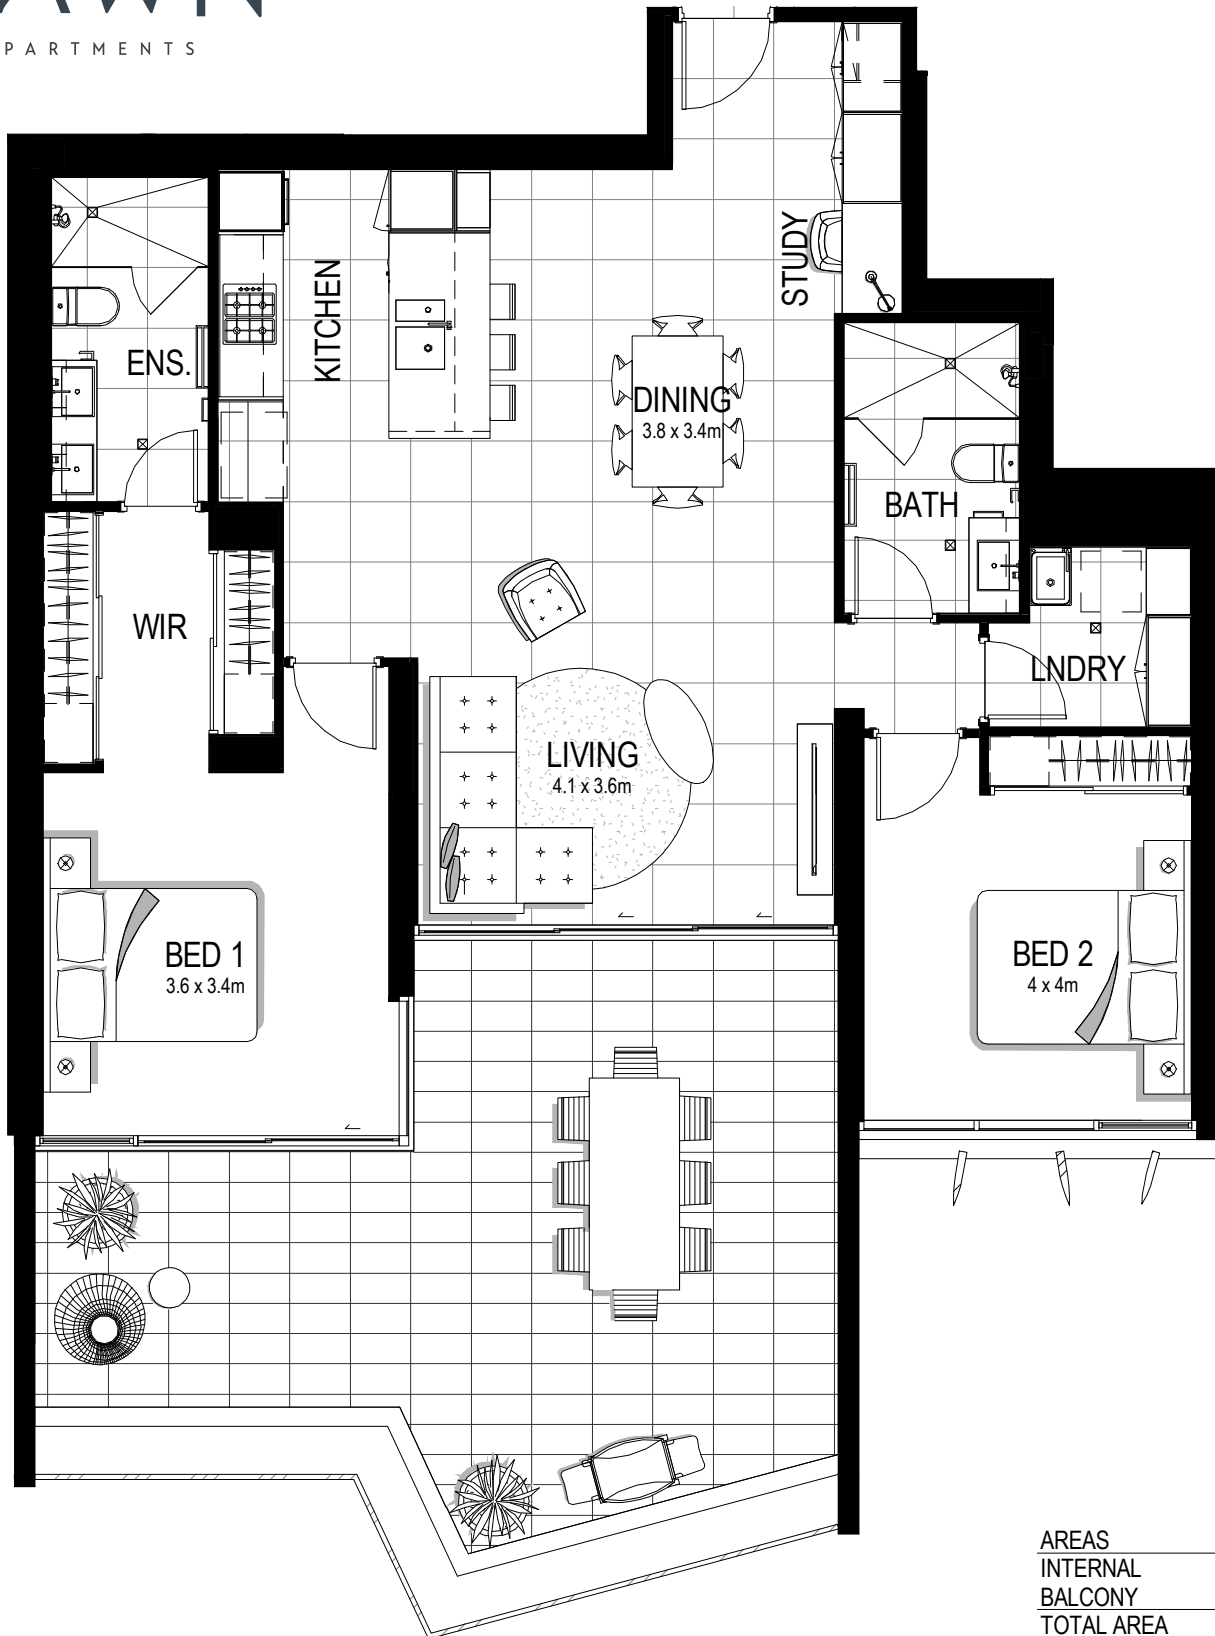 PARTMENTS
STUDY
KITCHEN
ENS.
DINING
3.8 x 3.4m
BATH
WIR
LNDRY
LIVING
4.1 x 3.6m
BED 1
3.6 x 3.4m
BED 2
4 x 4m
AREAS
INTERNAL
BALCONY
TOTAL AREA